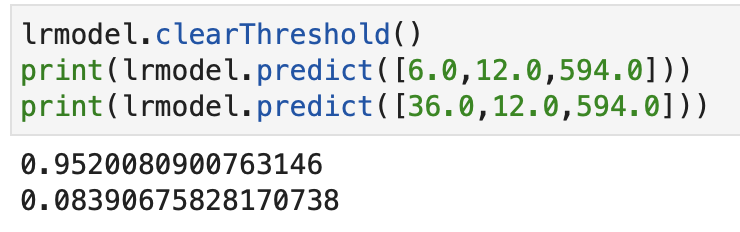 lrmodel.clearThreshold()
print(lrmodel.predict([6.0,12.0,594.0]))
print(lrmodel.predict([36.0,12.0,594.0]))
0.9520080900763146
0.08390675828170738